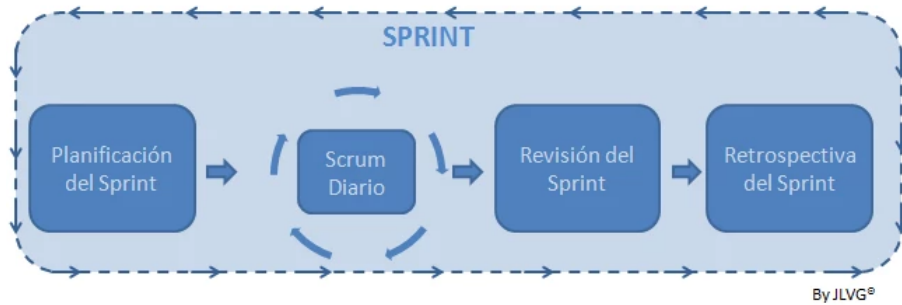 SPRINT
Planificación
del Sprint
Scrum
Diario
Revisión del
Sprint
Retrospectiva
del Sprint
By JLVG®